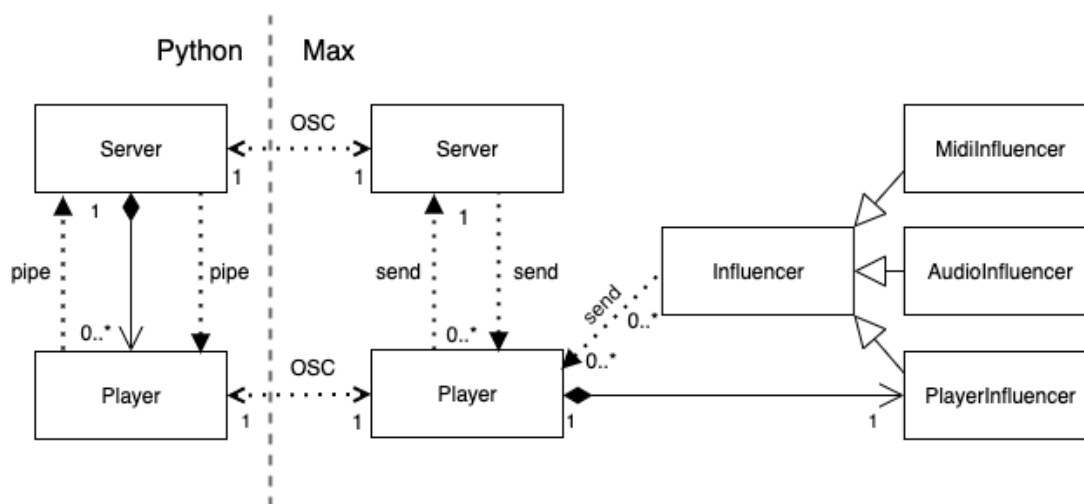 Python
Max
OSC
Server
Server
MidiInfluencer
1
1
1
1
pipe
pipe
send
send
Influencer
AudioInfluencer
send
0..*
0..*
0..*
0..*
OSC
Player
Player
PlayerInfluencer
1
1
1
1